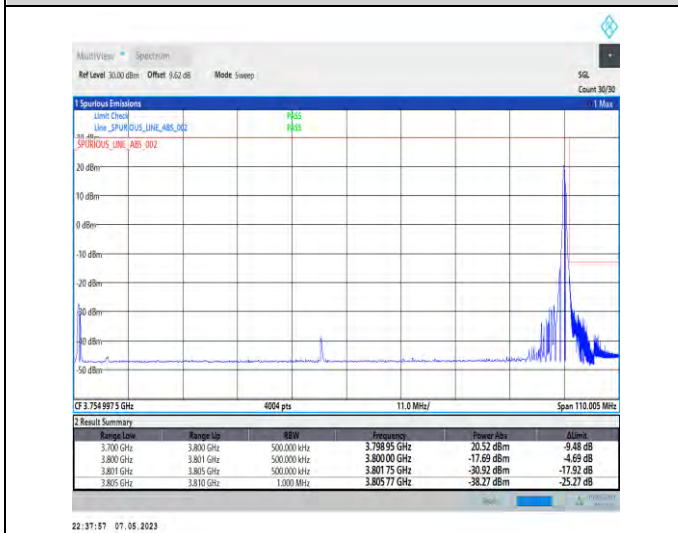 MultiView Spectrum
Ref Level 30.00 dBm Offset 9.62 dB Mode Sweep SGL
Count 30/30
1 Spurious Emissions 1 Max
Limit Check PASS
Line _SPURIOUS_LINE_ABS_002 PASS
30 dBm
SPURIOUS_LINE_ABS_002
20 dBm
10 dBm
0 dBm
-10 dBm
-20 dBm
-30 dBm
-40 dBm
-50 dBm
CF 3.754 997 5 GHz 4004 pts 11.0 MHz/ Span 110.005 MHz
2 Result Summary
Range Low Range Up RBW Frequency Power Abs ΔLimit
3.700 GHz 3.800 GHz 500.000 kHz 3.798 95 GHz 20.52 dBm -9.48 dB
3.800 GHz 3.801 GHz 500.000 kHz 3.800 00 GHz -17.69 dBm -4.69 dB
3.801 GHz 3.805 GHz 500.000 kHz 3.801 75 GHz -30.92 dBm -17.92 dB
3.805 GHz 3.810 GHz 1.000 MHz 3.805 77 GHz -38.27 dBm -25.27 dB
22:37:57 07.05.2023